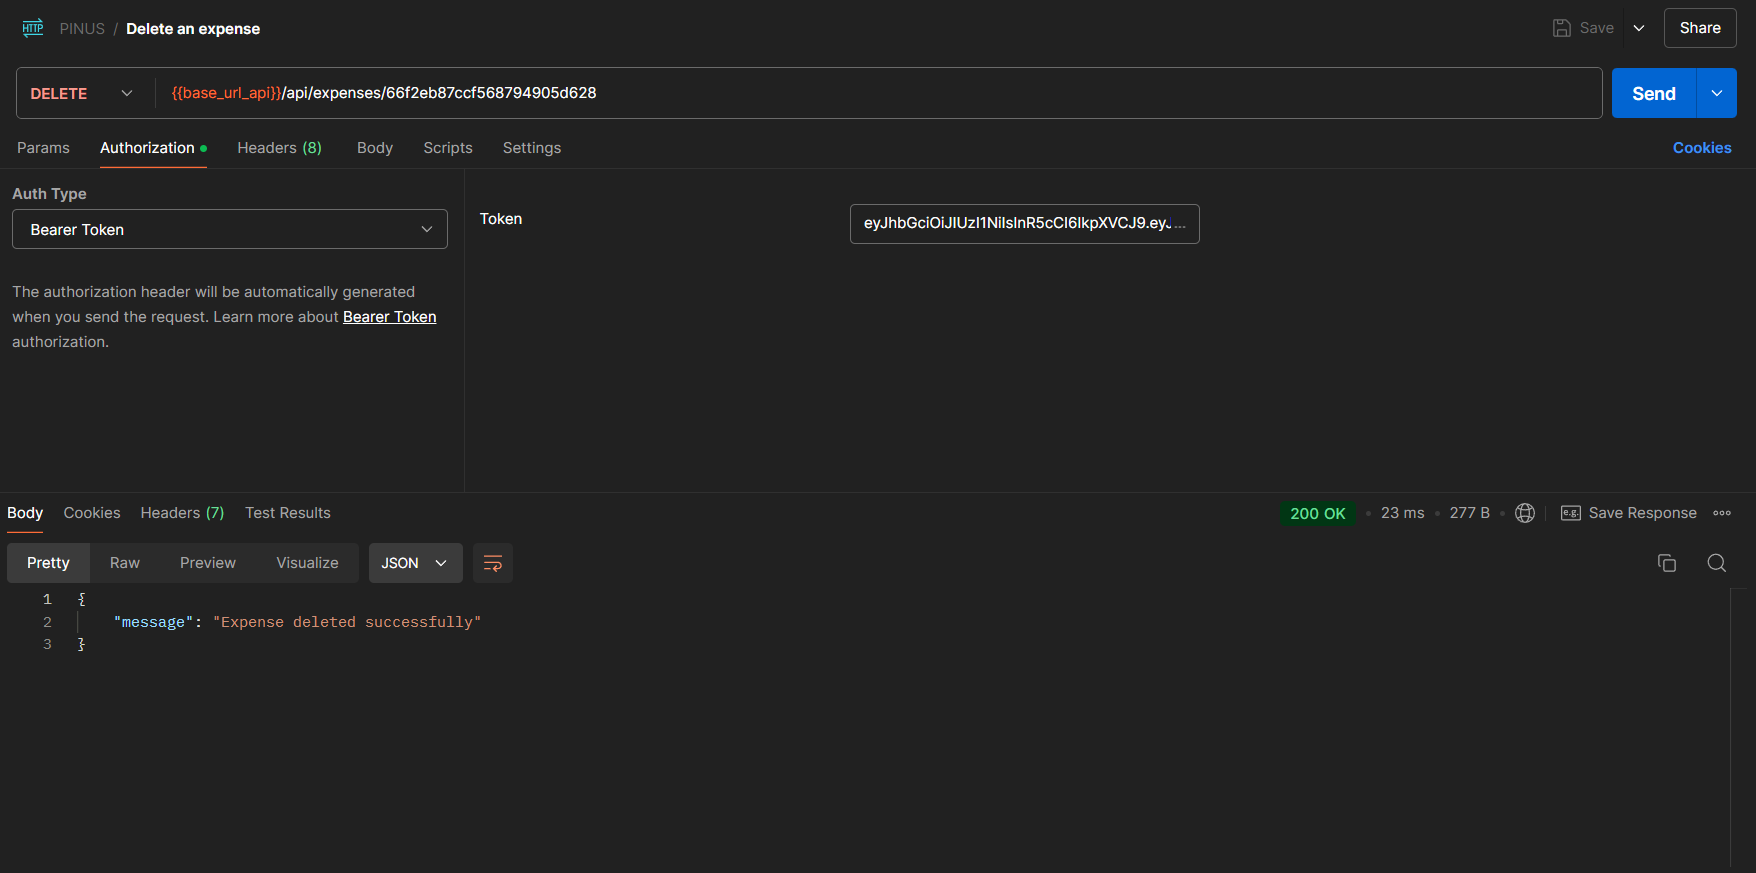 HTTP PINUS / Delete an expense Save Share
DELETE {{base_url_api}}/api/expenses/66f2eb87ccf568794905d628 Send
Params Authorization Headers (8) Body Scripts Settings Cookies
Auth Type
Bearer Token
Token eyJhbGciOiJIUzI1NiIsInR5cCI6IkpXVCJ9.eyJ...
The authorization header will be automatically generated
when you send the request. Learn more about Bearer Token
authorization.
Body Cookies Headers (7) Test Results 200 OK 23 ms 277 B e.g. Save Response
Pretty Raw Preview Visualize JSON
1 {
2 "message": "Expense deleted successfully"
3 }